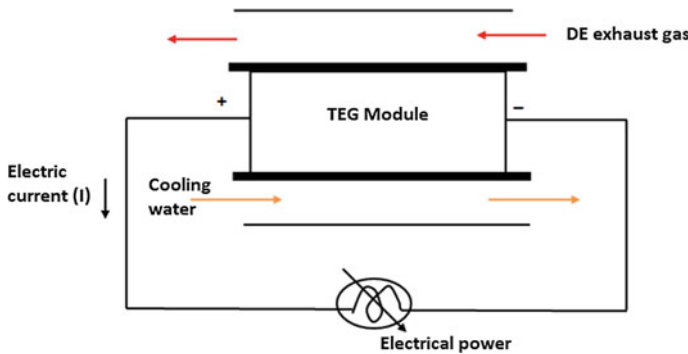 DE exhaust gas
+
TEG Module
−
Electric
current (I)
Cooling
water
Electrical power